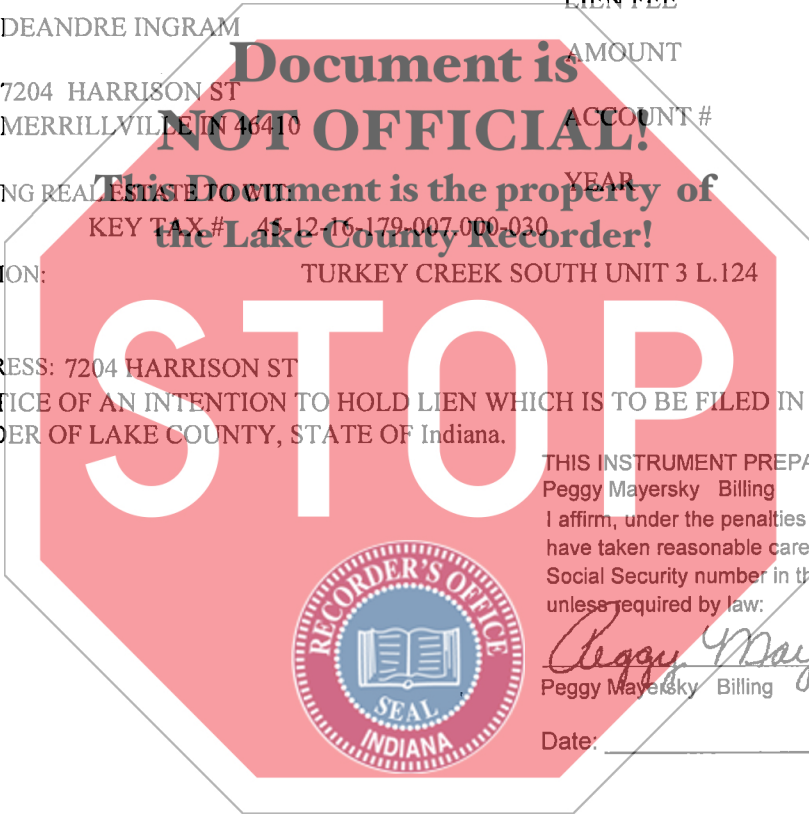 LIEN FEE
DEANDRE INGRAM
Document is
AMOUNT
7204 HARRISON ST
NOT OFFICIAL!
MERRILLVILLE IN 46410
ACCOUNT #
This Document is the property of
NG REAL ESTATE TO WIT:
YEAR
KEY TAX # 45-12-16-179-007.000-030
the Lake County Recorder!
ION:
TURKEY CREEK SOUTH UNIT 3 L.124
STOP
RESS: 7204 HARRISON ST
TICE OF AN INTENTION TO HOLD LIEN WHICH IS TO BE FILED IN
DER OF LAKE COUNTY, STATE OF Indiana.
THIS INSTRUMENT PREPA
Peggy Mayersky Billing
I affirm, under the penalties
have taken reasonable care
Social Security number in th
unless required by law:
RECORDER'S OFFICE
SEAL
INDIANA
Peggy May
Peggy Mayersky Billing
Date: